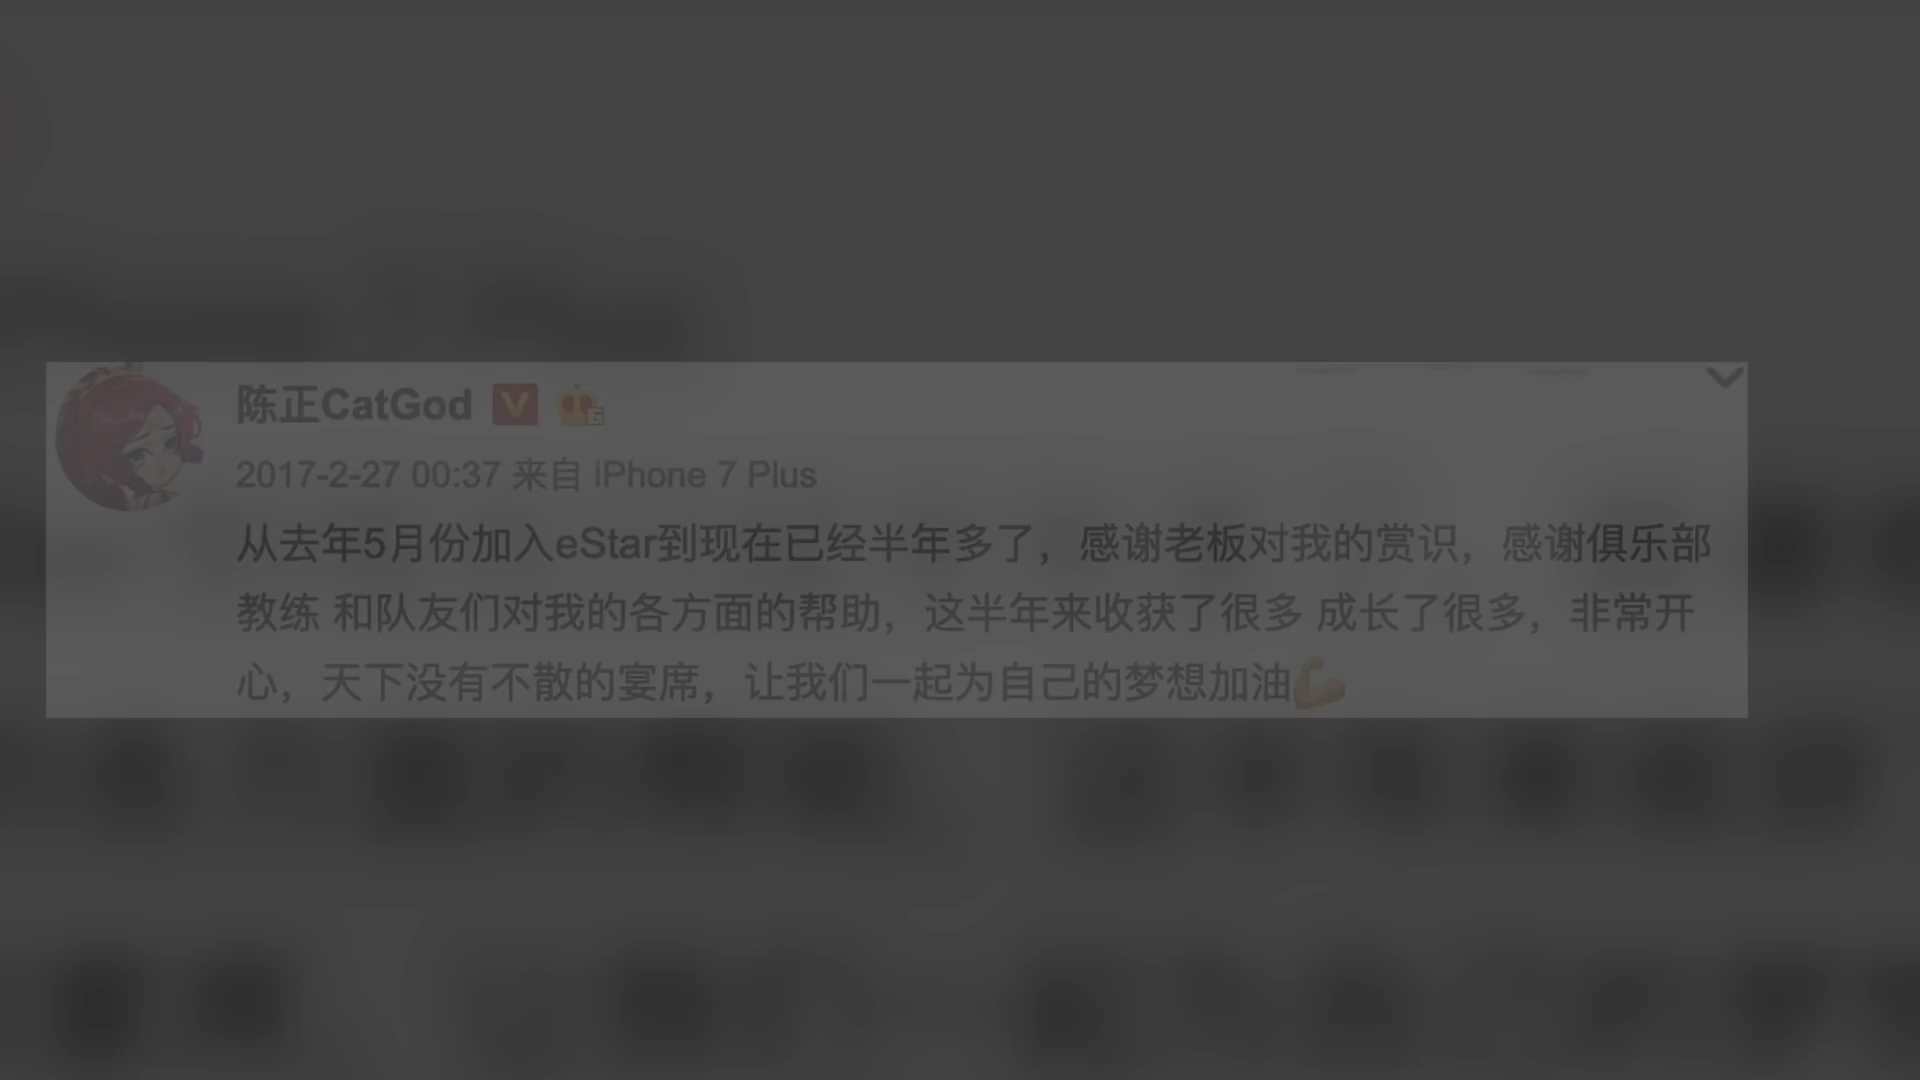 陈正CatGod
2017-2-27 00:37 来自 iPhone 7 Plus
从去年5月份加入eStar到现在已经半年多了，感谢老板对我的赏识，感谢俱乐部
教练 和队友们对我的各方面的帮助，这半年来收获了很多 成长了很多，非常开
心，天下没有不散的宴席，让我们一起为自己的梦想加油💪